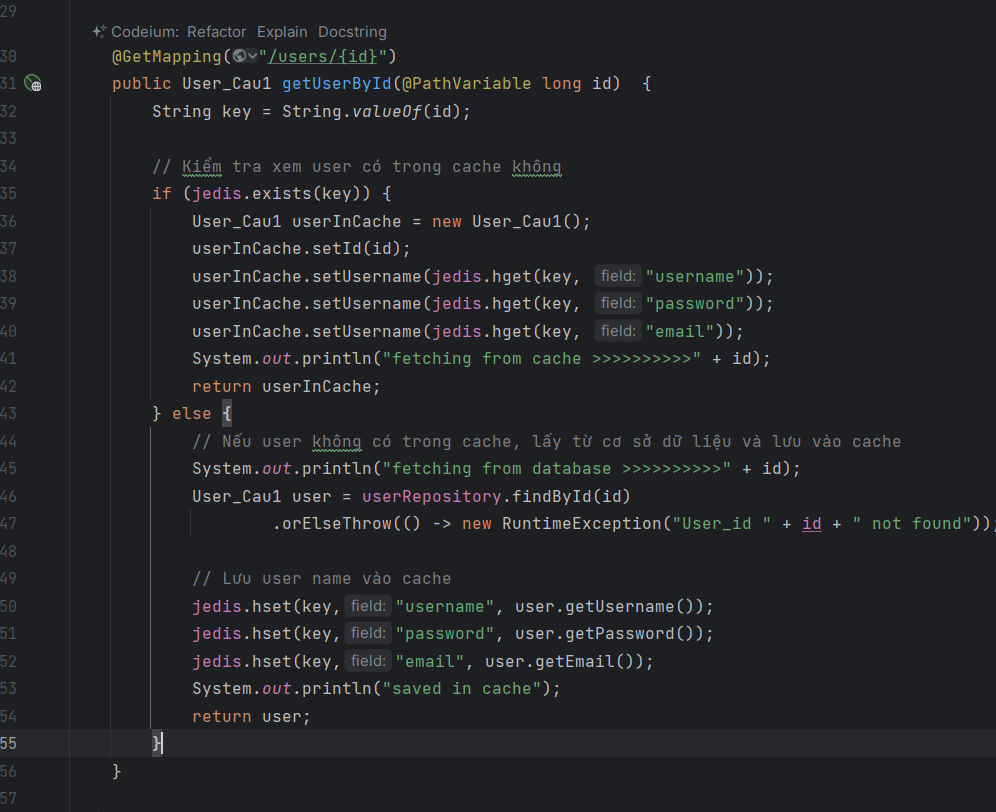 29
Codeium: Refactor Explain Docstring
30 @GetMapping("/users/{id}")
31 public User_Cau1 getUserById(@PathVariable long id) {
32 String key = String.valueOf(id);
33
34 // Kiểm tra xem user có trong cache không
35 if (jedis.exists(key)) {
36 User_Cau1 userInCache = new User_Cau1();
37 userInCache.setId(id);
38 userInCache.setUsername(jedis.hget(key, field: "username"));
39 userInCache.setUsername(jedis.hget(key, field: "password"));
40 userInCache.setUsername(jedis.hget(key, field: "email"));
41 System.out.println("fetching from cache >>>>>>>>>>" + id);
42 return userInCache;
43 } else {
44 // Nếu user không có trong cache, lấy từ cơ sở dữ liệu và lưu vào cache
45 System.out.println("fetching from database >>>>>>>>>>" + id);
46 User_Cau1 user = userRepository.findById(id)
47 .orElseThrow(() -> new RuntimeException("User_id " + id + " not found"));
48
49 // Lưu user name vào cache
50 jedis.hset(key, field: "username", user.getUsername());
51 jedis.hset(key, field: "password", user.getPassword());
52 jedis.hset(key, field: "email", user.getEmail());
53 System.out.println("saved in cache");
54 return user;
55 }
56 }
57